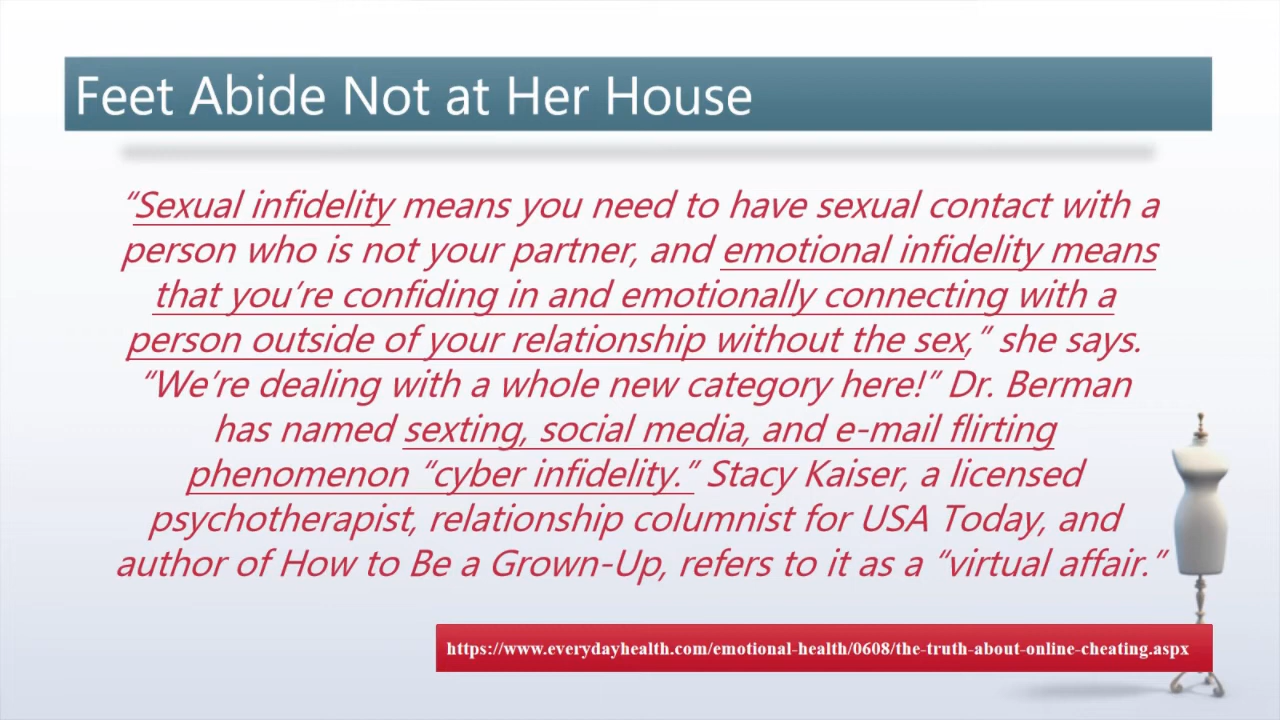 Feet Abide Not at Her House
“Sexual infidelity means you need to have sexual contact with a
person who is not your partner, and emotional infidelity means
that you’re confiding in and emotionally connecting with a
person outside of your relationship without the sex,” she says.
“We’re dealing with a whole new category here!” Dr. Berman
has named sexting, social media, and e-mail flirting
phenomenon “cyber infidelity.” Stacy Kaiser, a licensed
psychotherapist, relationship columnist for USA Today, and
author of How to Be a Grown-Up, refers to it as a “virtual affair.”
https://www.everydayhealth.com/emotional-health/0608/the-truth-about-online-cheating.aspx